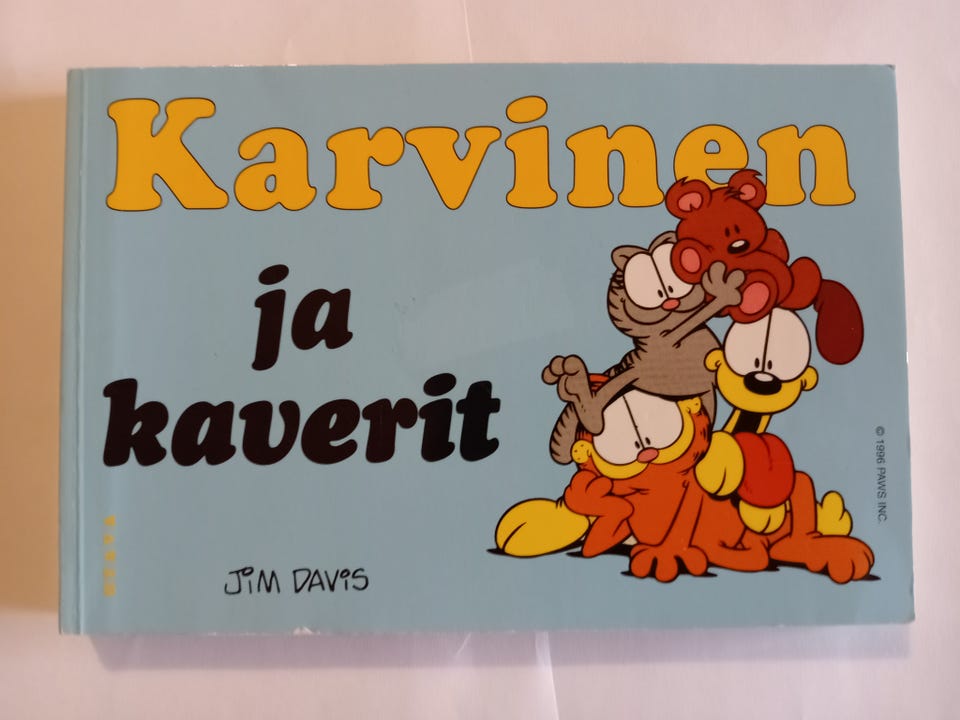 Karvinen
ja
kaverit
JIM DAVIS
© 1996 PAWS INC.